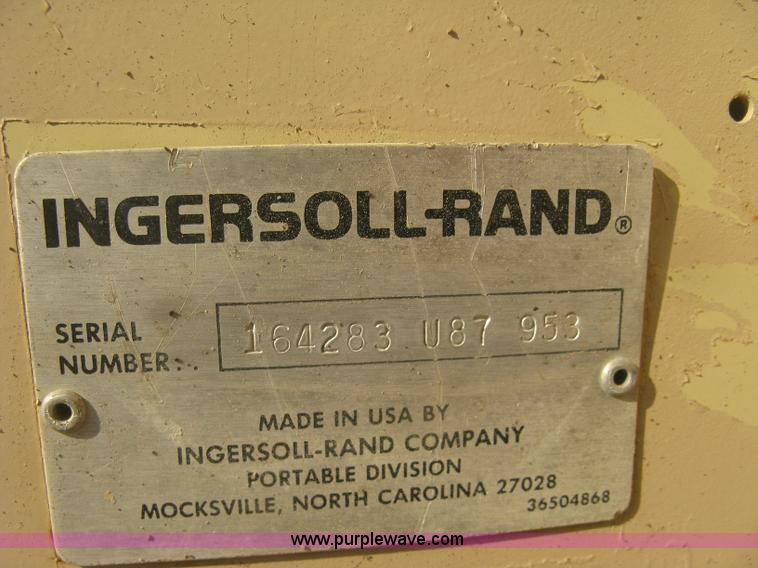 INGERSOLL-RAND®
SERIAL NUMBER: 164283 U87 953
MADE IN USA BY
INGERSOLL-RAND COMPANY
PORTABLE DIVISION
MOCKSVILLE, NORTH CAROLINA 27028
36504868
www.purplewave.com